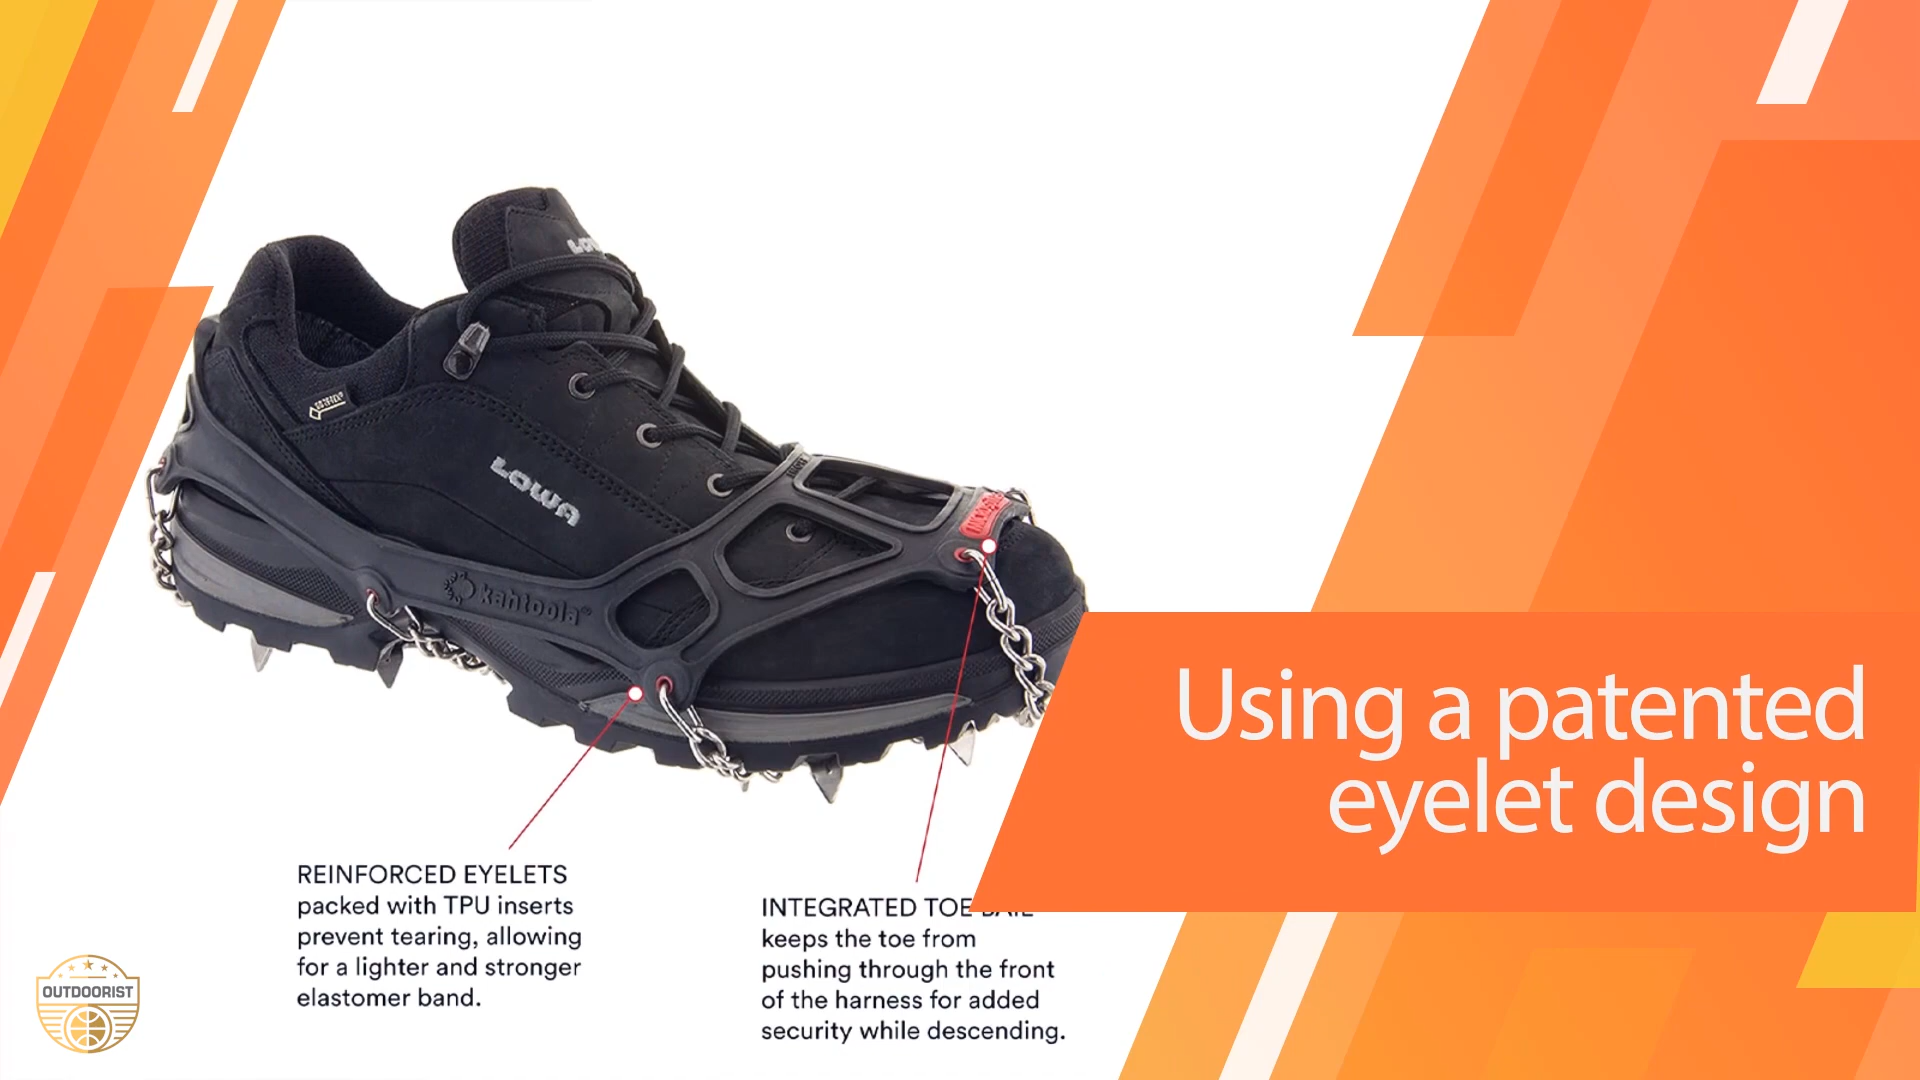 LOWA
kahtoola
Using a patented
eyelet design
REINFORCED EYELETS
packed with TPU inserts
prevent tearing, allowing
for a lighter and stronger
elastomer band.
INTEGRATED TOE BAIL
keeps the toe from
pushing through the front
of the harness for added
security while descending.
OUTDOORIST